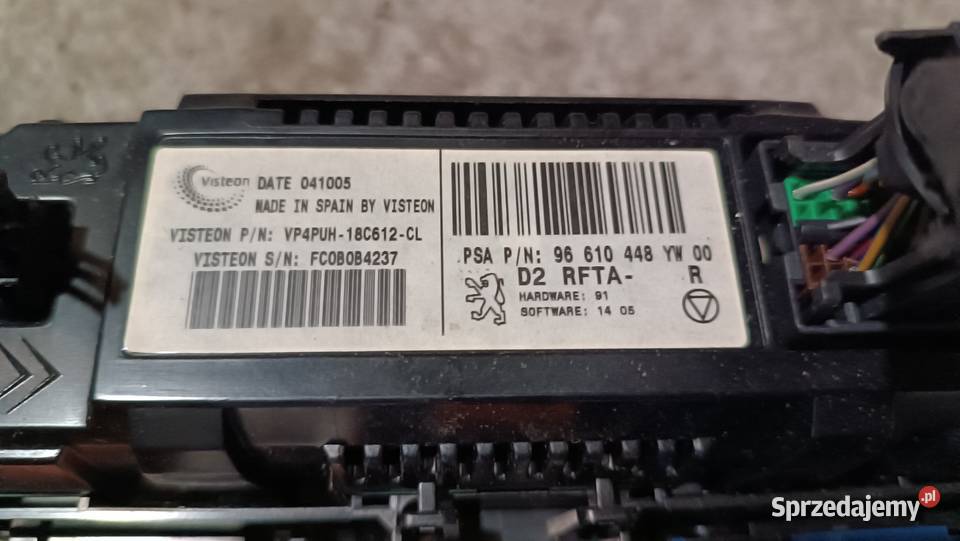 Visteon DATE 041005
MADE IN SPAIN BY VISTEON
VISTEON P/N: VP4PUH-18C612-CL
VISTEON S/N: FC0B0B4237
PSA P/N: 96 610 448 YW 00
D2 RFTA- R
HARDWARE: 91
SOFTWARE: 14 05
Sprzedajemy.pl